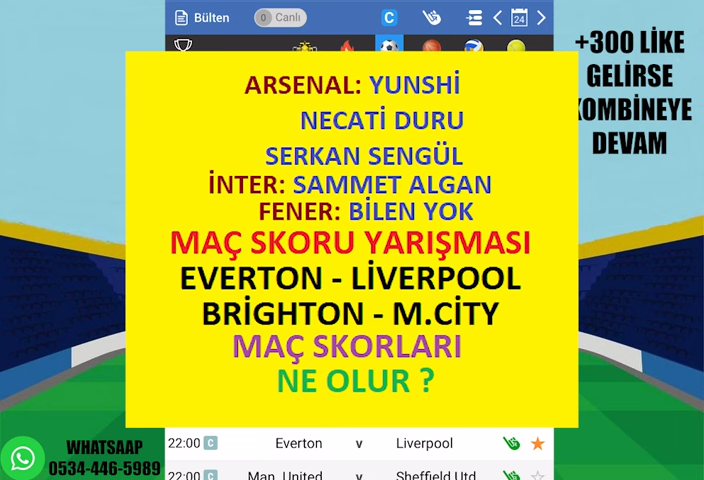 Bülten
0 Canlı
C
24
+300 LİKE
GELİRSE
KOMBİNEYE
DEVAM
ARSENAL: YUNSHİ
NECATİ DURU
SERKAN SENGÜL
İNTER: SAMMET ALGAN
FENER: BİLEN YOK
MAÇ SKORU YARIŞMASI
EVERTON - LİVERPOOL
BRİGHTON - M.CİTY
MAÇ SKORLARI
NE OLUR ?
22:00 C Everton v Liverpool
22:00 C Man. United v Sheffield Utd
WHATSAAP
0534-446-5989